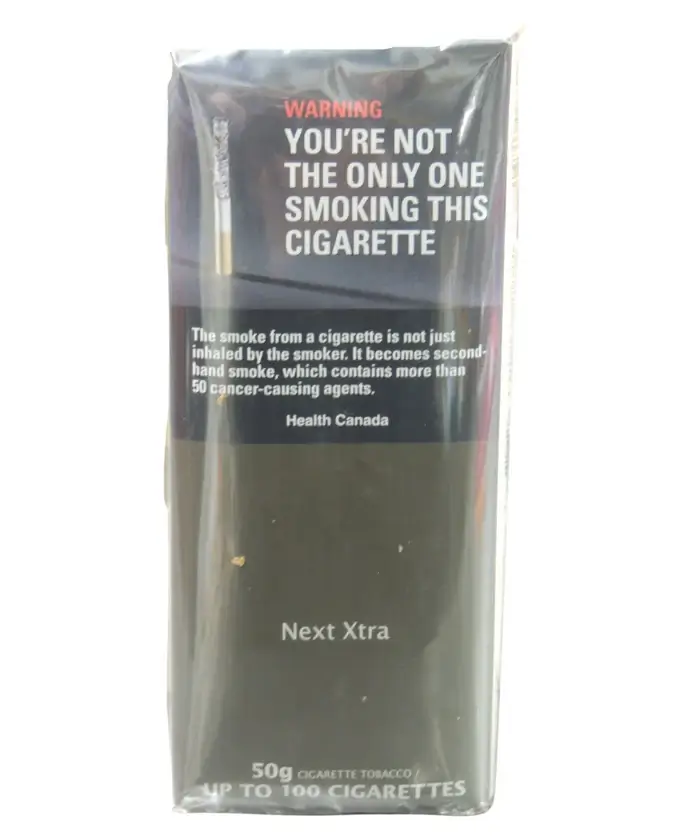 WARNING
YOU'RE NOT
THE ONLY ONE
SMOKING THIS
CIGARETTE
The smoke from a cigarette is not just
inhaled by the smoker. It becomes second-
hand smoke, which contains more than
50 cancer-causing agents.
Health Canada
Next Xtra
50g CIGARETTE TOBACCO /
UP TO 100 CIGARETTES